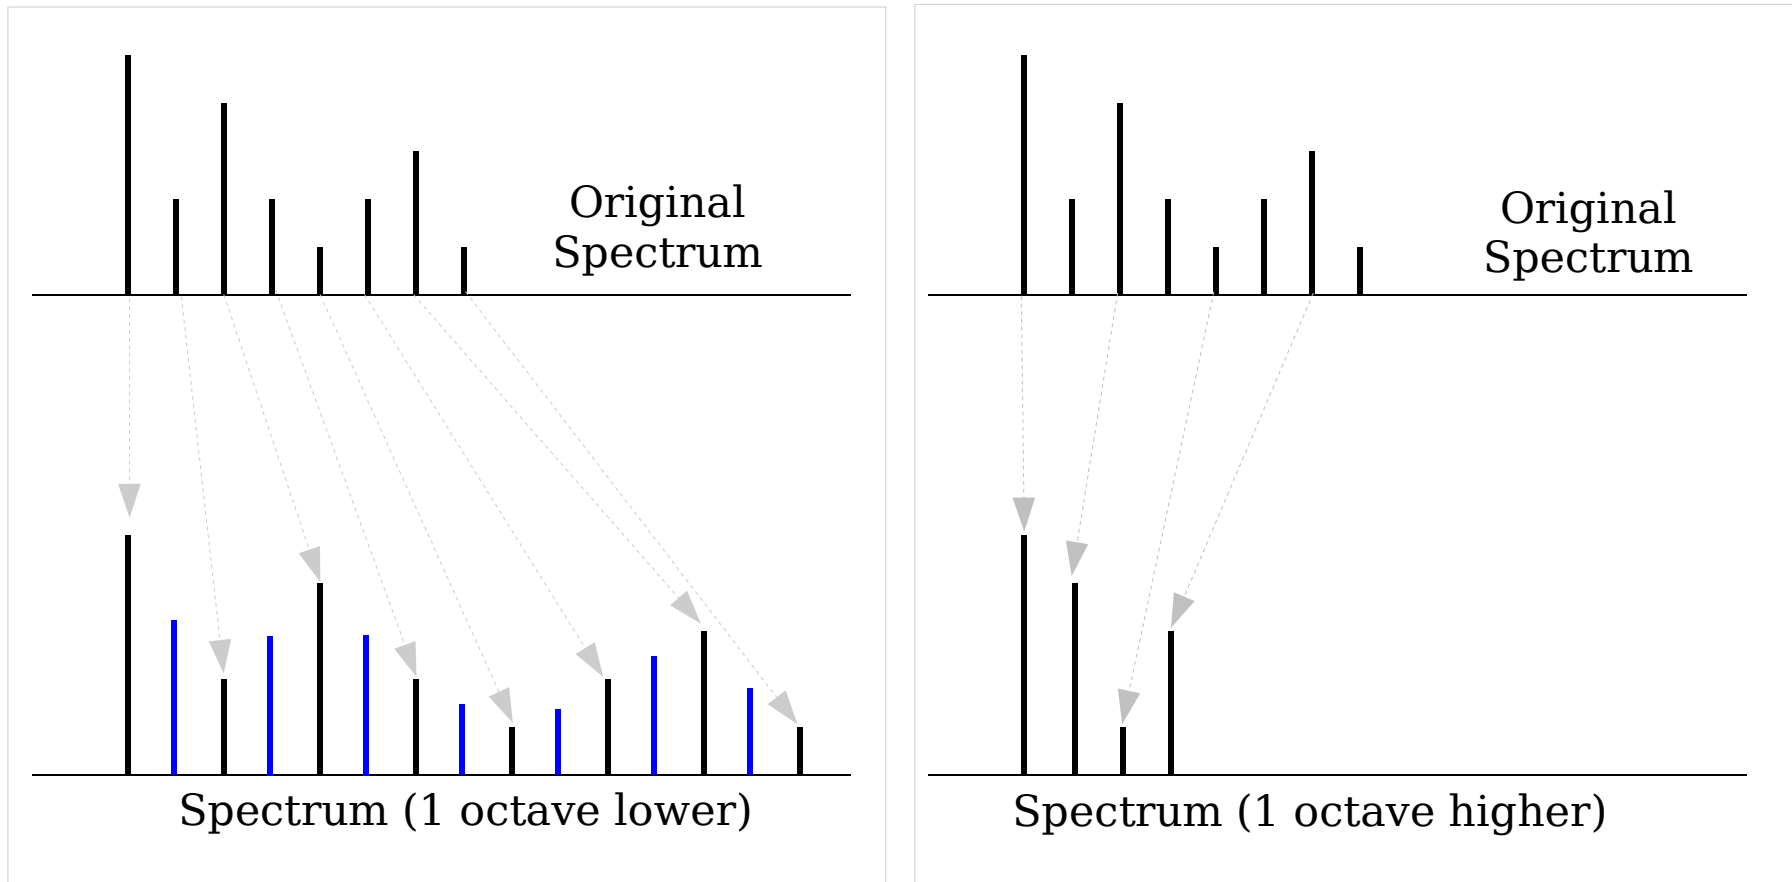 Original
Spectrum
Spectrum (1 octave lower)
Original
Spectrum
Spectrum (1 octave higher)